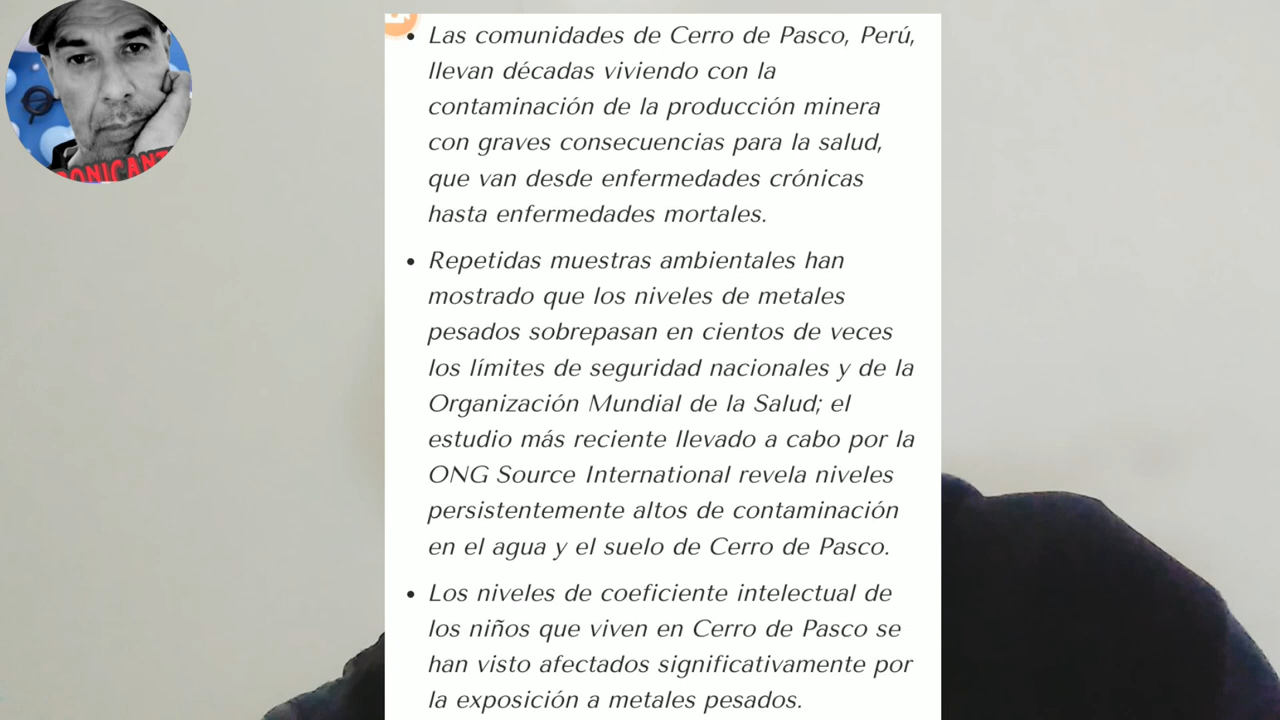 • Las comunidades de Cerro de Pasco, Perú,
llevan décadas viviendo con la
contaminación de la producción minera
con graves consecuencias para la salud,
que van desde enfermedades crónicas
hasta enfermedades mortales.
• Repetidas muestras ambientales han
mostrado que los niveles de metales
pesados sobrepasan en cientos de veces
los límites de seguridad nacionales y de la
Organización Mundial de la Salud; el
estudio más reciente llevado a cabo por la
ONG Source International revela niveles
persistentemente altos de contaminación
en el agua y el suelo de Cerro de Pasco.
• Los niveles de coeficiente intelectual de
los niños que viven en Cerro de Pasco se
han visto afectados significativamente por
la exposición a metales pesados.